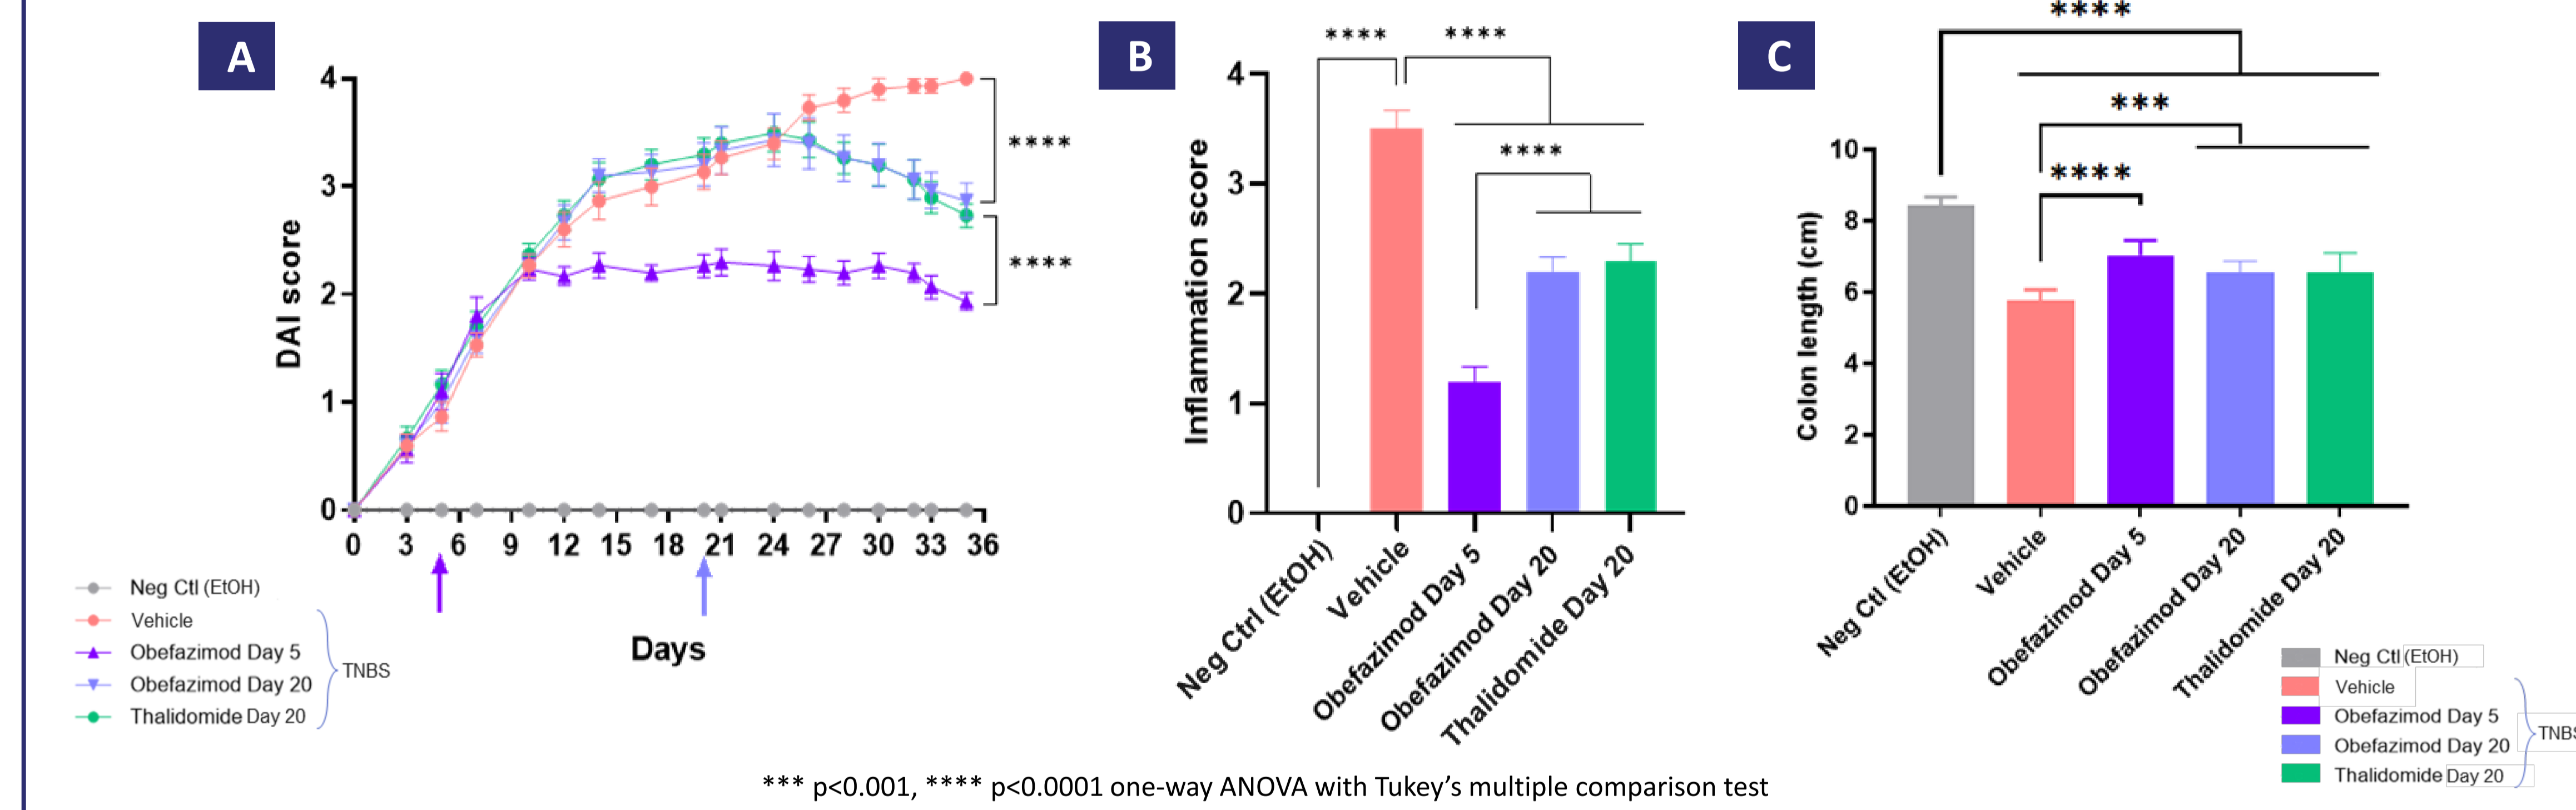 A
4
3
2
1
0
DAI score
0 3 6 9 12 15 18 21 24 27 30 33 36
Days
****
****
Neg Ctl (EtOH)
Vehicle
Obefazimod Day 5
Obefazimod Day 20
Thalidomide Day 20
TNBS
B
**** ****
****
4
3
2
1
0
Inflammation score
Neg Ctrl (EtOH)
Vehicle
Obefazimod Day 5
Obefazimod Day 20
Thalidomide Day 20
C
****
***
****
10
8
6
4
2
0
Colon length (cm)
Neg Ctl (EtOH)
Vehicle
Obefazimod Day 5
Obefazimod Day 20
Thalidomide Day 20
Neg Ctl (EtOH)
Vehicle
Obefazimod Day 5
Obefazimod Day 20
Thalidomide Day 20
TNBS
*** p<0.001, **** p<0.0001 one-way ANOVA with Tukey’s multiple comparison test